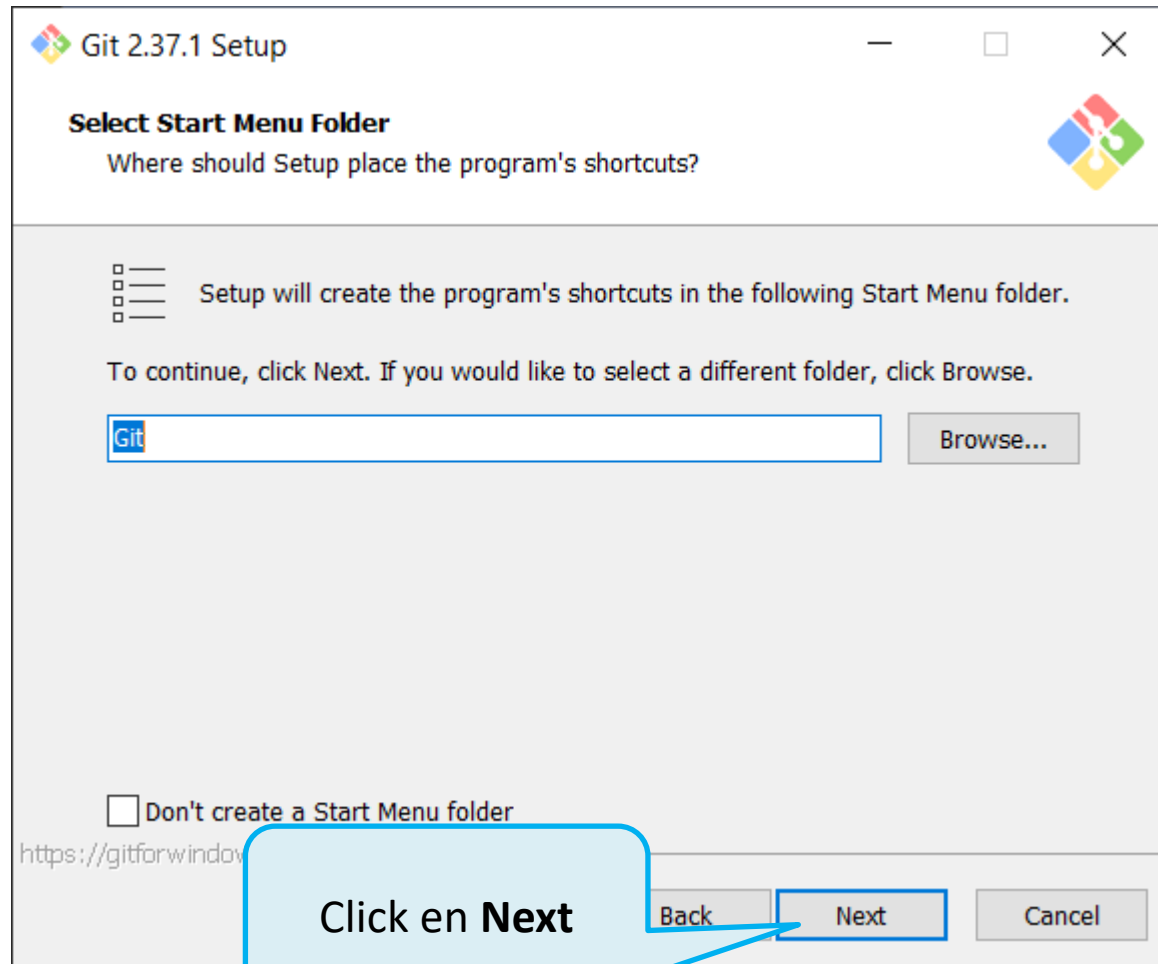 Git 2.37.1 Setup
Select Start Menu Folder
Where should Setup place the program's shortcuts?
Setup will create the program's shortcuts in the following Start Menu folder.
To continue, click Next. If you would like to select a different folder, click Browse.
Git
Browse...
Don't create a Start Menu folder
https://gitforwindow
Click en Next
Back
Next
Cancel